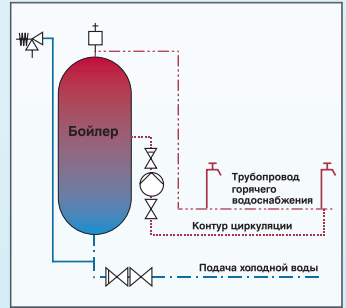 Бойлер
Трубопровод
горячего
водоснабжения
Контур циркуляции
Подача холодной воды